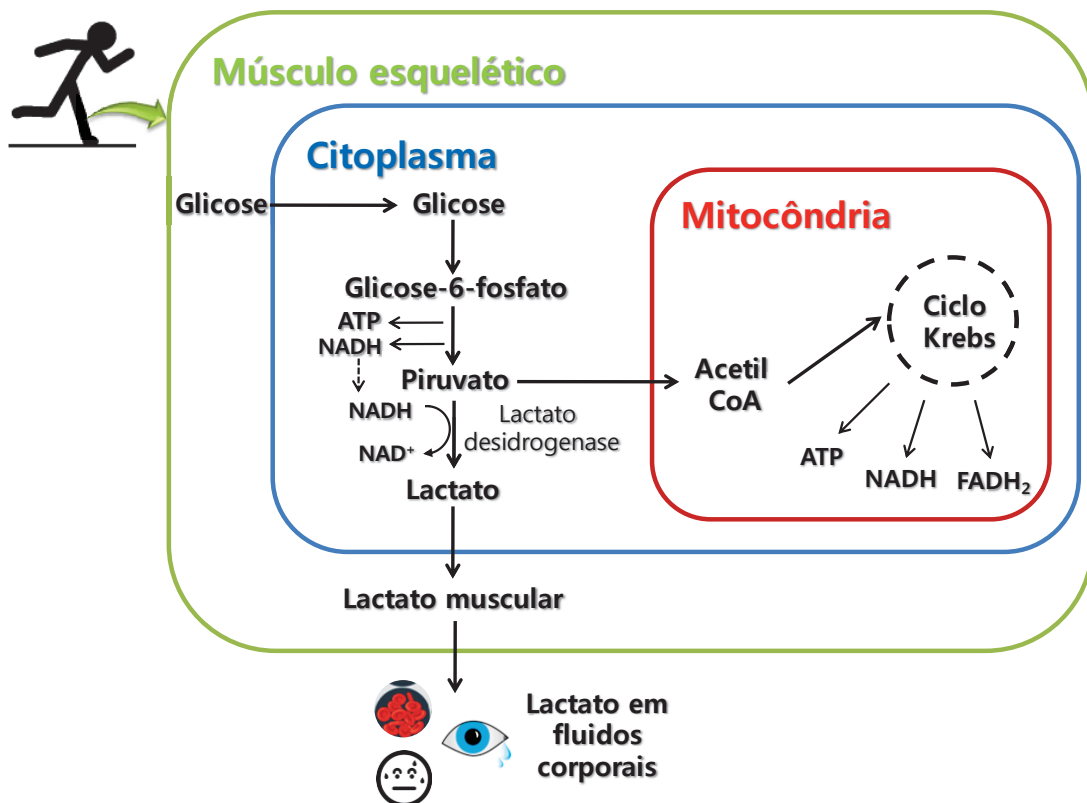 Músculo esquelético
Citoplasma
Glicose
Glicose
Mitocôndria
Glicose-6-fosfato
ATP
NADH
Piruvato
NADH
NAD⁺
Lactato
desidrogenase
Lactato
Acetil
CoA
Ciclo
Krebs
ATP
NADH
FADH₂
Lactato muscular
Lactato em
fluidos
corporais